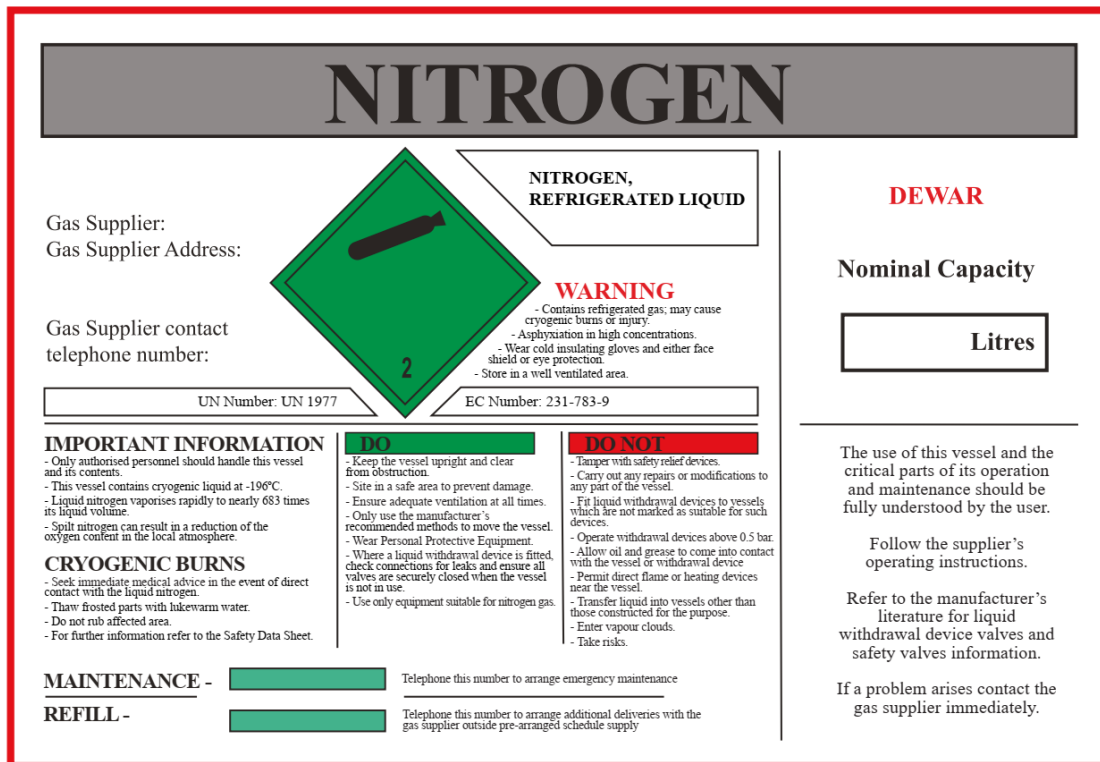 NITROGEN
Gas Supplier:
Gas Supplier Address:
Gas Supplier contact
telephone number:
2
NITROGEN,
REFRIGERATED LIQUID
WARNING
- Contains refrigerated gas; may cause
cryogenic burns or injury.
- Asphyxiation in high concentrations.
- Wear cold insulating gloves and either face
shield or eye protection.
- Store in a well ventilated area.
UN Number: UN 1977
EC Number: 231-783-9
IMPORTANT INFORMATION
- Only authorised personnel should handle this vessel
and its contents.
- This vessel contains cryogenic liquid at -196ºC.
- Liquid nitrogen vaporises rapidly to nearly 683 times
its liquid volume.
- Spilt nitrogen can result in a reduction of the
oxygen content in the local atmosphere.
CRYOGENIC BURNS
- Seek immediate medical advice in the event of direct
contact with the liquid nitrogen.
- Thaw frosted parts with lukewarm water.
- Do not rub affected area.
- For further information refer to the Safety Data Sheet.
DO
- Keep the vessel upright and clear
from obstruction.
- Site in a safe area to prevent damage.
- Ensure adequate ventilation at all times.
- Only use the manufacturer's
recommended methods to move the vessel.
- Wear Personal Protective Equipment.
- Where a liquid withdrawal device is fitted,
check connections for leaks and ensure all
valves are securely closed when the vessel
is not in use.
- Use only equipment suitable for nitrogen gas.
DO NOT
- Tamper with safety relief devices.
- Carry out any repairs or modifications to
any part of the vessel.
- Fit liquid withdrawal devices to vessels
which are not marked as suitable for such
devices.
- Operate withdrawal devices above 0.5 bar.
- Allow oil and grease to come into contact
with the vessel or withdrawal device
- Permit direct flame or heating devices
near the vessel.
- Transfer liquid into vessels other than
those constructed for the purpose.
- Enter vapour clouds.
- Take risks.
MAINTENANCE -
Telephone this number to arrange emergency maintenance
REFILL -
Telephone this number to arrange additional deliveries with the
gas supplier outside pre-arranged schedule supply
DEWAR
Nominal Capacity
Litres
The use of this vessel and the
critical parts of its operation
and maintenance should be
fully understood by the user.
Follow the supplier's
operating instructions.
Refer to the manufacturer's
literature for liquid
withdrawal device valves and
safety valves information.
If a problem arises contact the
gas supplier immediately.